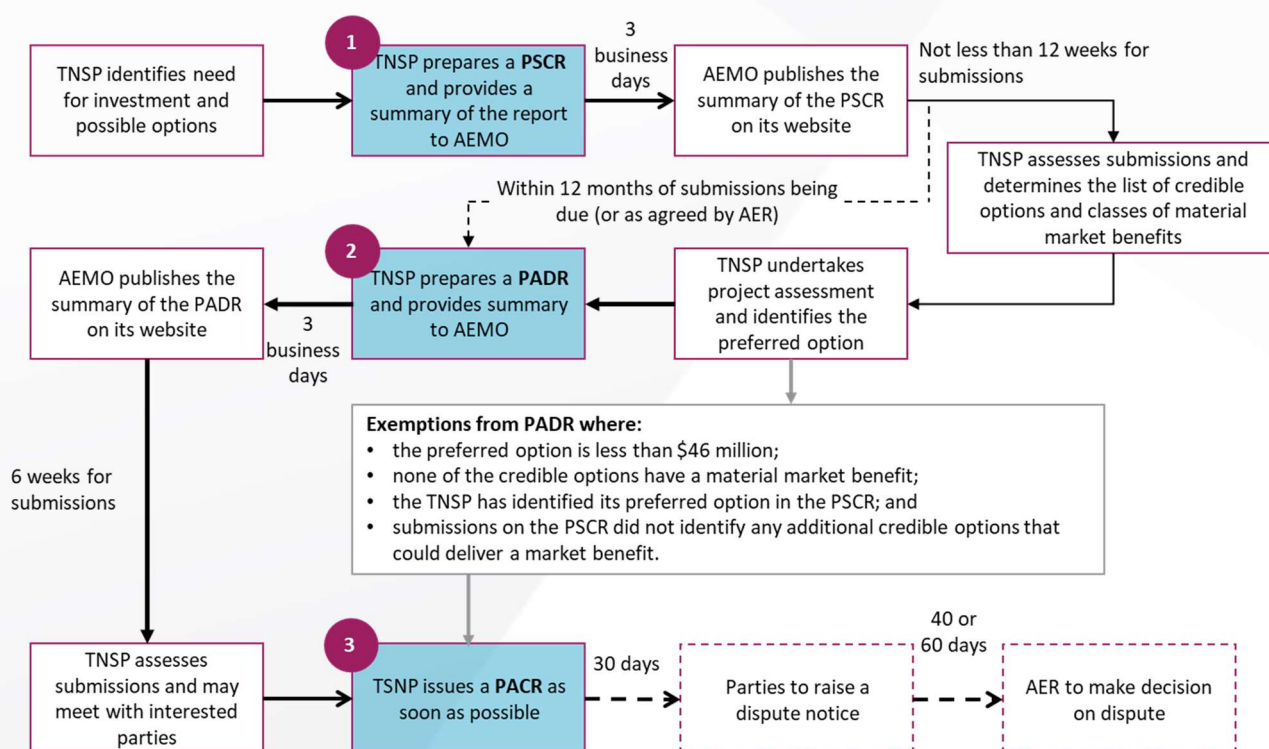 TNSP identifies need
for investment and
possible options
1
TNSP prepares a PSCR
and provides a
summary of the report
to AEMO
3
business
days
AEMO publishes the
summary of the PSCR
on its website
Not less than 12 weeks for
submissions
TNSP assesses submissions and
determines the list of credible
options and classes of material
market benefits
Within 12 months of submissions being
due (or as agreed by AER)
TNSP undertakes
project assessment
and identifies the
preferred option
2
TNSP prepares a PADR
and provides summary
to AEMO
3
business
days
AEMO publishes the
summary of the PADR
on its website
Exemptions from PADR where:
• the preferred option is less than $46 million;
• none of the credible options have a material market benefit;
• the TNSP has identified its preferred option in the PSCR; and
• submissions on the PSCR did not identify any additional credible options that
could deliver a market benefit.
6 weeks for
submissions
TNSP assesses
submissions and may
meet with interested
parties
3
TSNP issues a PACR as
soon as possible
30 days
Parties to raise a
dispute notice
40 or
60 days
AER to make decision
on dispute